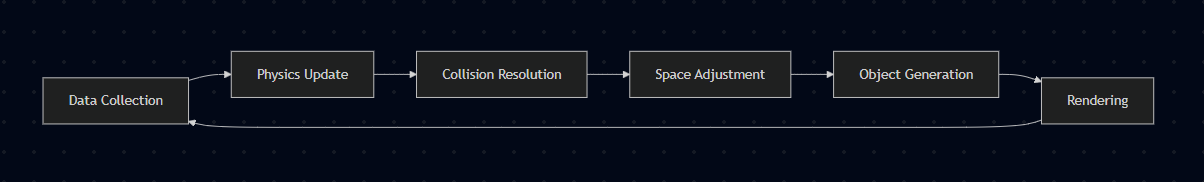 Data Collection
Physics Update
Collision Resolution
Space Adjustment
Object Generation
Rendering